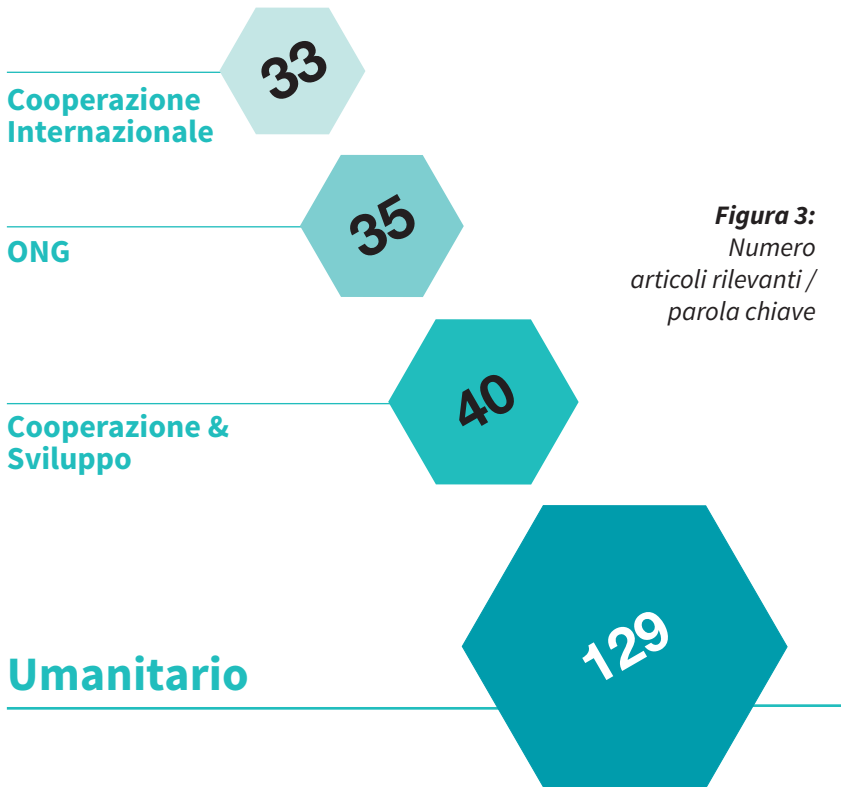 33
Cooperazione
Internazionale
35
ONG
Figura 3:
Numero
articoli rilevanti /
parola chiave
40
Cooperazione &
Sviluppo
129
Umanitario